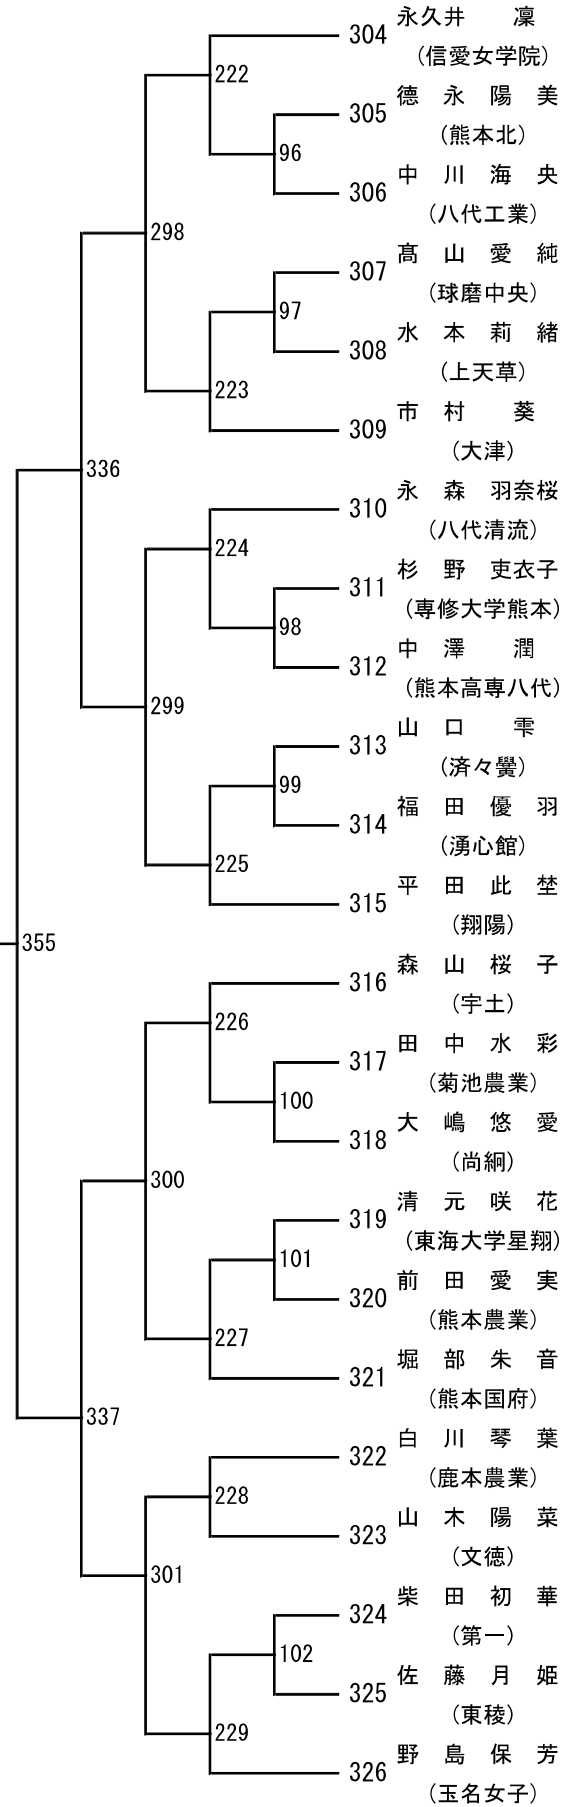 304 永久井 凜
(信愛女学院)
222
305 德永陽美
(熊本北)
96
306 中川海央
(八代工業)
298
307 髙山愛純
(球磨中央)
97
308 水本莉緒
(上天草)
223
309 市村 葵
(大津)
336
310 永森羽奈桜
(八代清流)
224
311 杉野吏衣子
(専修大学熊本)
98
312 中澤 潤
(熊本高専八代)
299
313 山口 雫
(済々黌)
99
314 福田優羽
(湧心館)
225
315 平田此埜
(翔陽)
355
316 森山桜子
(宇土)
226
317 田中水彩
(菊池農業)
100
318 大嶋悠愛
(尚絅)
300
319 清元咲花
(東海大学星翔)
101
320 前田愛実
(熊本農業)
227
321 堀部朱音
(熊本国府)
337
322 白川琴葉
(鹿本農業)
228
323 山木陽菜
(文徳)
301
324 柴田初華
(第一)
102
325 佐藤月姫
(東稜)
229
326 野島保芳
(玉名女子)